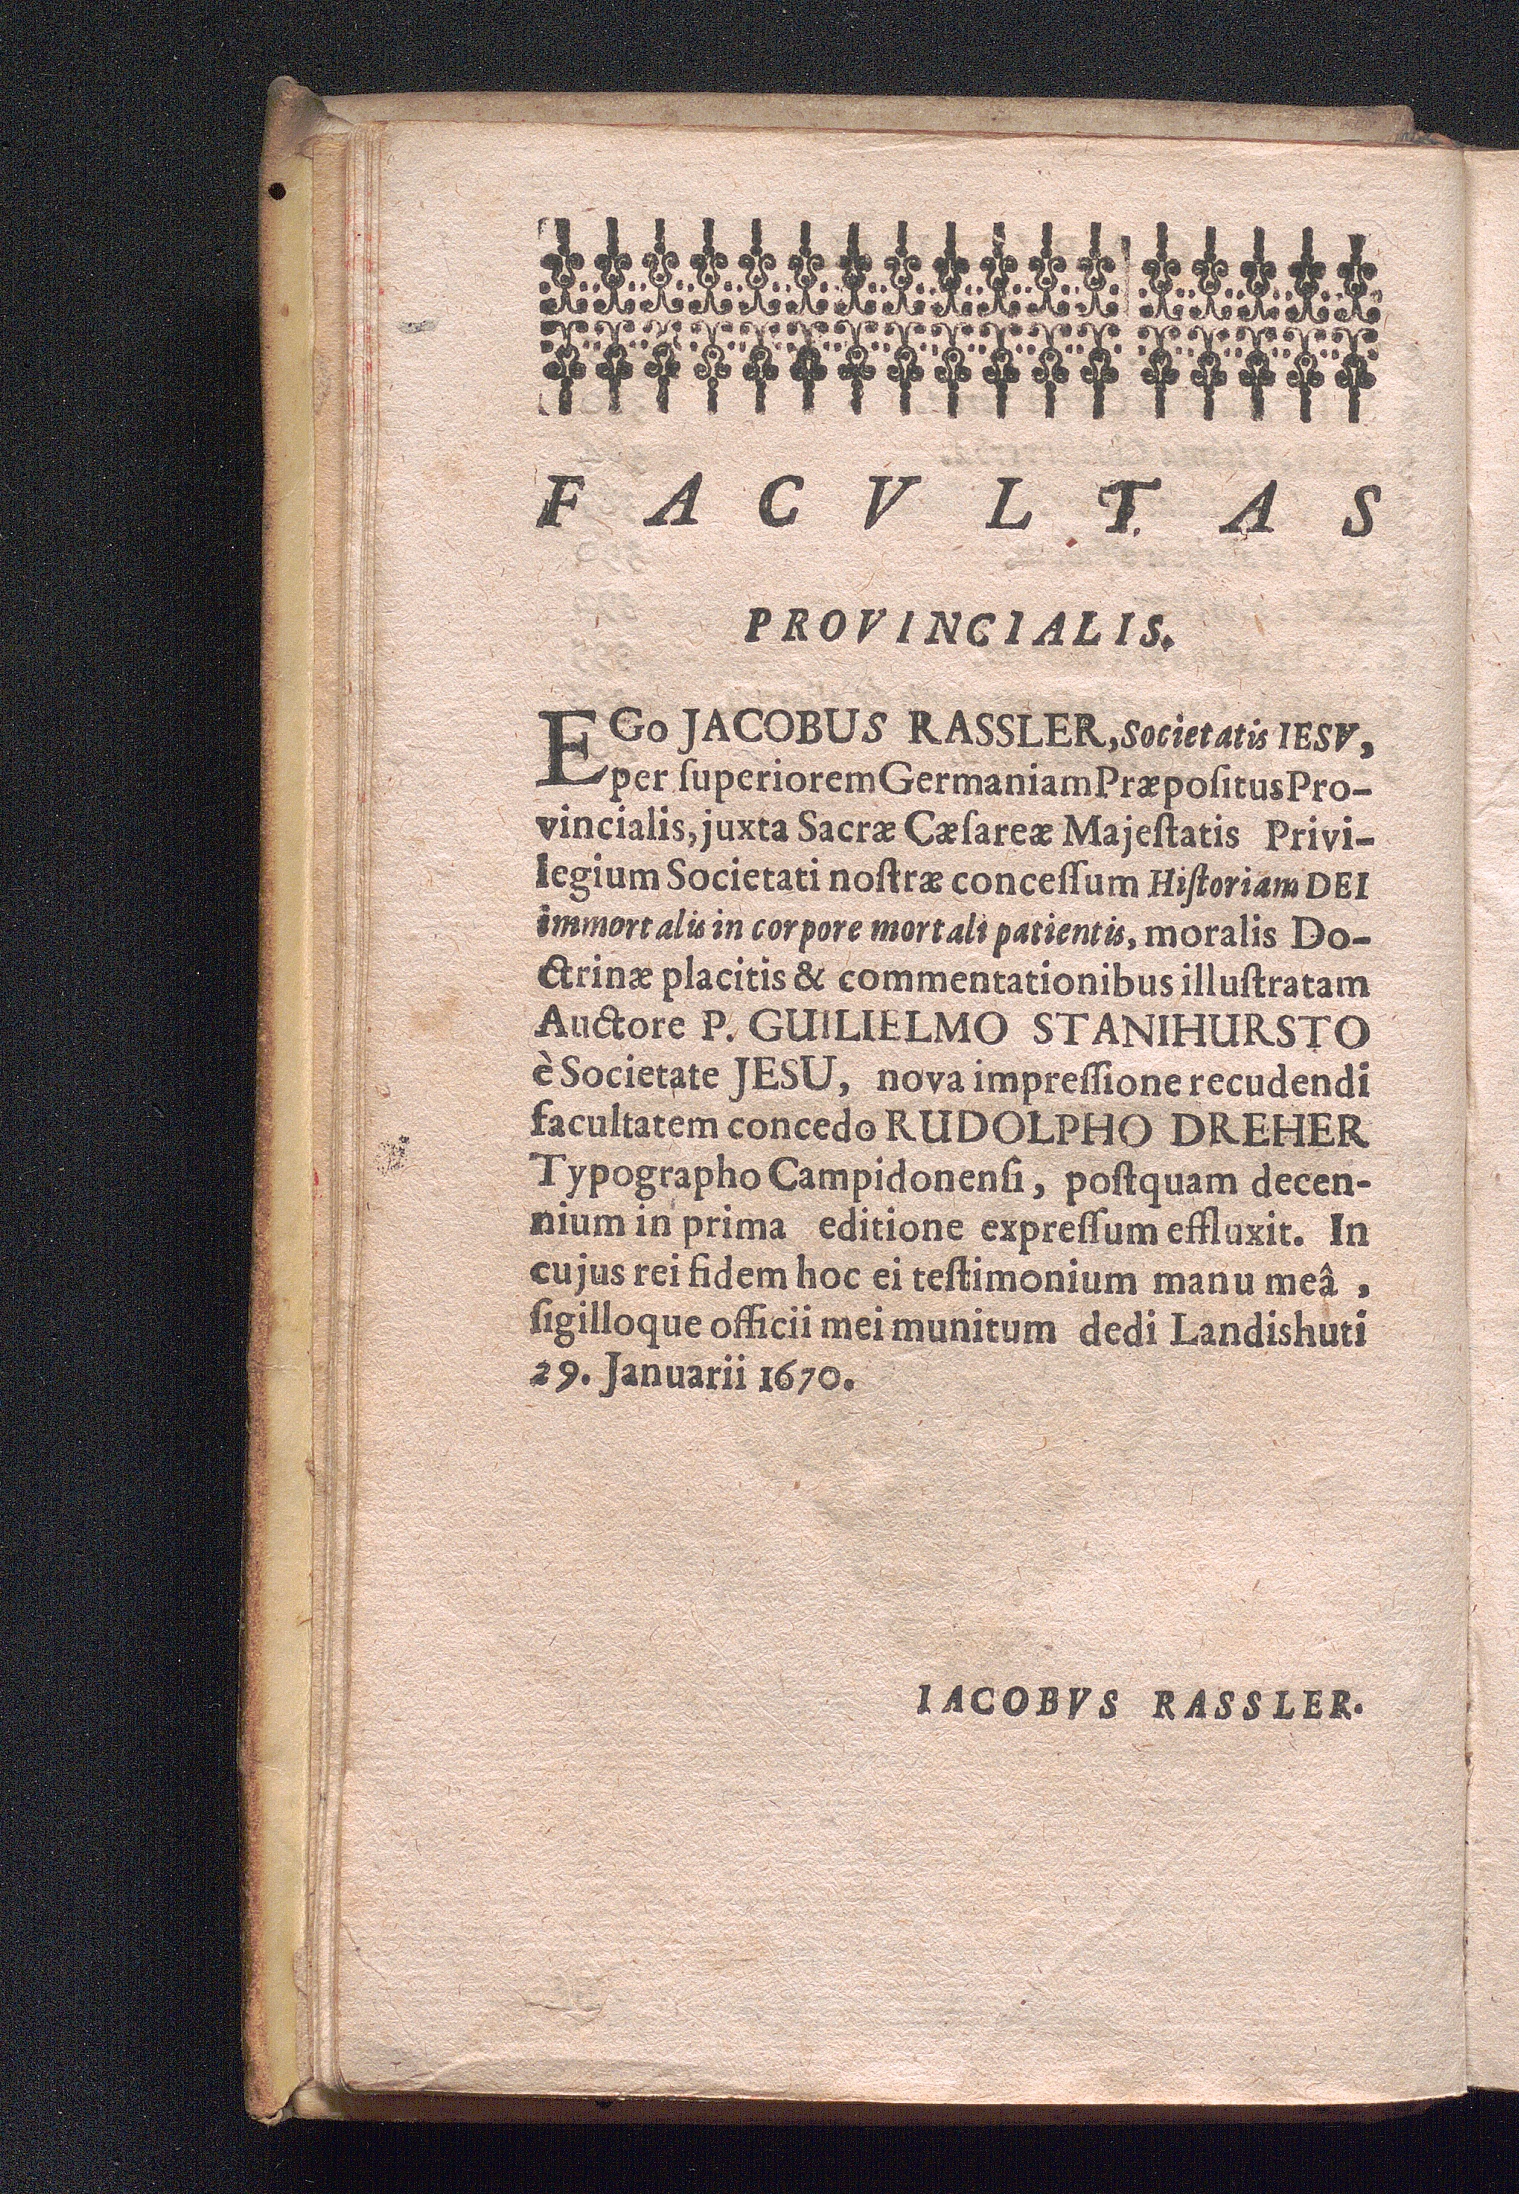 FACVLTAS
PROVINCIALIS.
EGo JACOBUS RASSLER, Societatis IESV,
per ſuperiorem Germaniam Præpoſitus Pro-
vincialis, juxta Sacræ Cæſareæ Majeſtatis Privi-
legium Societati noſtræ conceſſum Hiſtoriam DEI
immortalis in corpore mortali patientis, moralis Do-
ctrinæ placitis & commentationibus illuſtratam
Auctore P. GUILIELMO STANIHURSTO
è Societate JESU, nova impreſſione recudendi
facultatem concedo RUDOLPHO DREHER
Typographo Campidonenſi, poſtquam decen-
nium in prima editione expreſſum effluxit. In
cujus rei fidem hoc ei teſtimonium manu meâ,
ſigilloque officii mei munitum dedi Landishuti
29. Januarii 1670.
IACOBVS RASSLER.